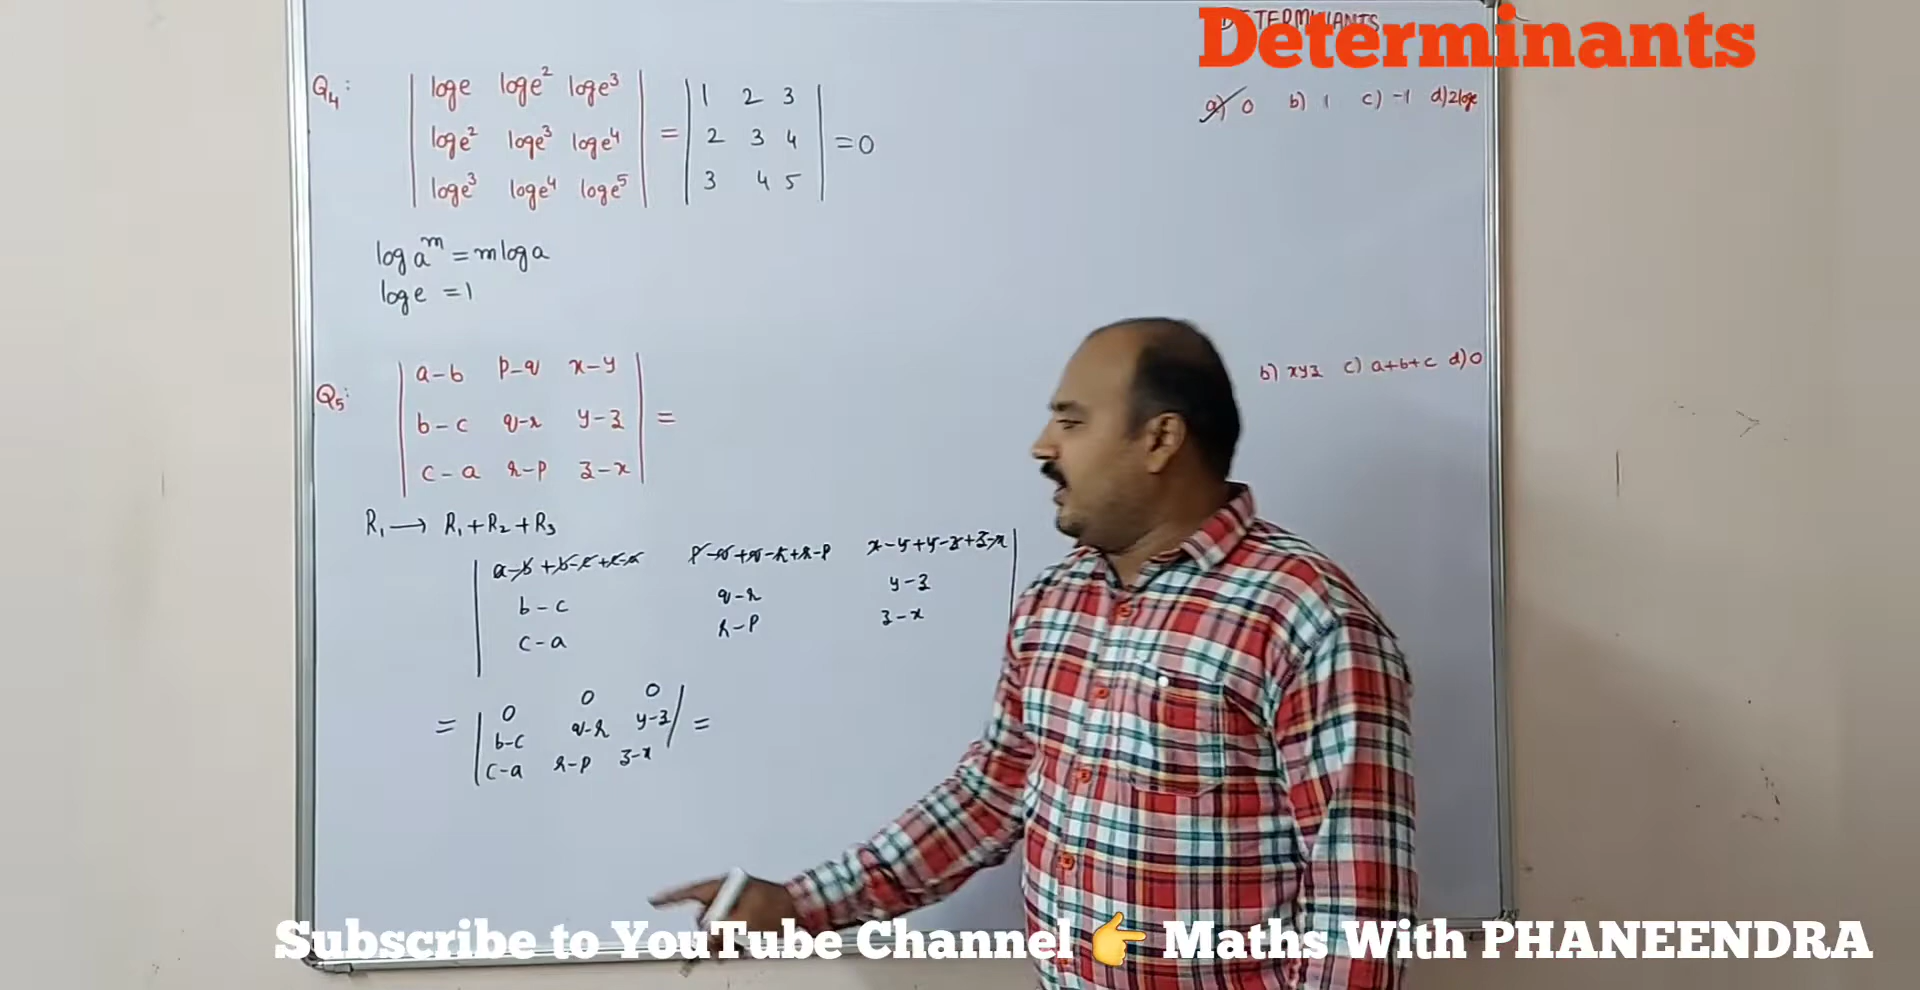 DETERMINANTS
Determinants
Q4: | loge loge² loge³ | = | 1 2 3 | = 0
| loge² loge³ loge⁴ | | 2 3 4 |
| loge³ loge⁴ loge⁵ | | 3 4 5 |
a) 0 b) 1 c) -1 d) 2loge
log aᵐ = m log a
loge = 1
Q5: | a-b p-q x-y |
| b-c q-r y-z | =
| c-a r-p z-x |
b) xyz c) a+b+c d) 0
R₁ → R₁ + R₂ + R₃
| a-b+b-c+c-a p-q+q-r+r-p x-y+y-z+z-x |
| b-c q-r y-z |
| c-a r-p z-x |
= | 0 0 0 | =
| b-c q-r y-z |
| c-a r-p z-x |
Subscribe to YouTube Channel 👉 Maths With PHANEENDRA